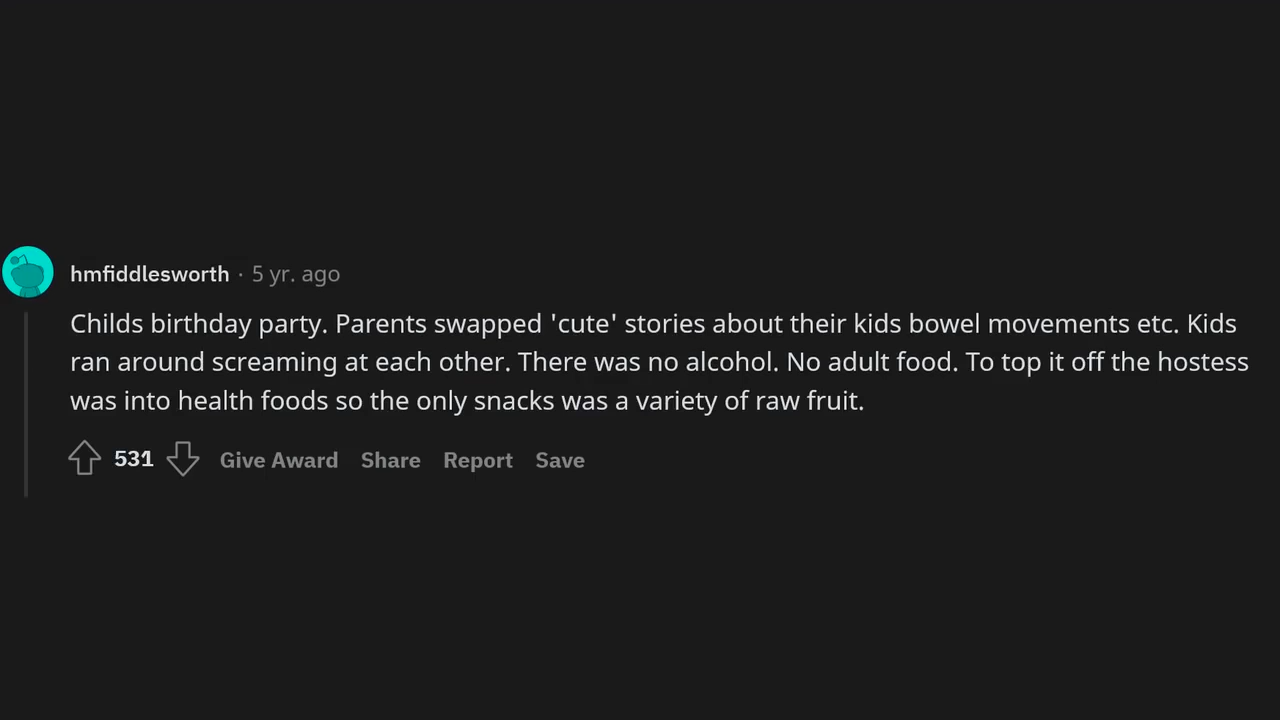 hmfiddlesworth · 5 yr. ago
Childs birthday party. Parents swapped 'cute' stories about their kids bowel movements etc. Kids
ran around screaming at each other. There was no alcohol. No adult food. To top it off the hostess
was into health foods so the only snacks was a variety of raw fruit.
531 Give Award Share Report Save